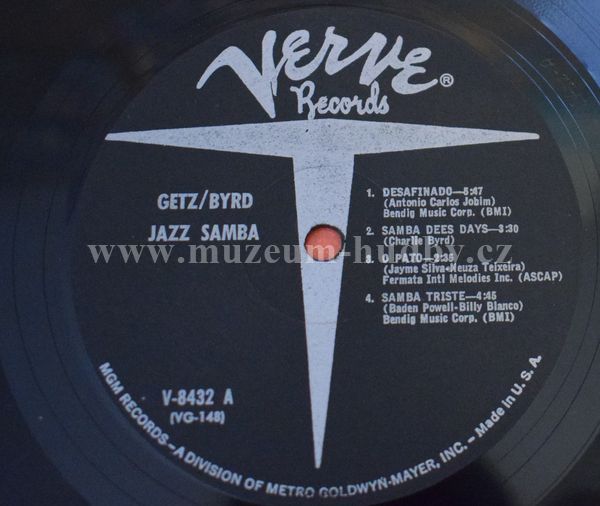 Verve®
Records
GETZ/BYRD
JAZZ SAMBA
1. DESAFINADO—5:47
(Antonio Carlos Jobim)
Bendig Music Corp. (BMI)
2. SAMBA DEES DAYS—3:30
(Charlie Byrd)
www.muzeum-hudby.cz
3. O PATO—2:35
(Jayme Silva-Neuza Teixeira)
Fermata Intl Melodies Inc. (ASCAP)
4. SAMBA TRISTE—4:45
(Baden Powell-Billy Blanco)
Bendig Music Corp. (BMI)
V-8432 A
(VG-148)
MGM RECORDS—A DIVISION OF METRO GOLDWYN-MAYER, INC. – Made in U. S. A.